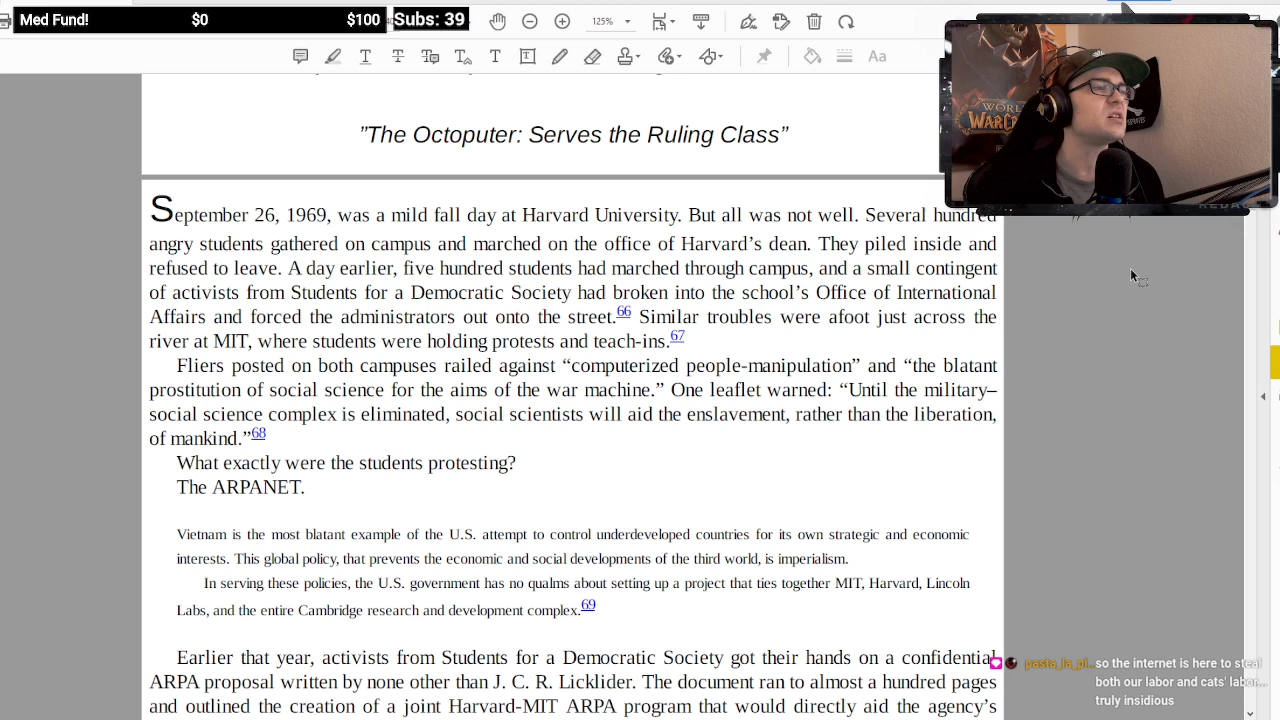 Med Fund! $0 $100 Subs: 39
125%
Aa
"The Octoputer: Serves the Ruling Class"
September 26, 1969, was a mild fall day at Harvard University. But all was not well. Several hundred
angry students gathered on campus and marched on the office of Harvard's dean. They piled inside and
refused to leave. A day earlier, five hundred students had marched through campus, and a small contingent
of activists from Students for a Democratic Society had broken into the school's Office of International
Affairs and forced the administrators out onto the street.66 Similar troubles were afoot just across the
river at MIT, where students were holding protests and teach-ins.67
Fliers posted on both campuses railed against “computerized people-manipulation” and “the blatant
prostitution of social science for the aims of the war machine.” One leaflet warned: “Until the military–
social science complex is eliminated, social scientists will aid the enslavement, rather than the liberation,
of mankind.”68
What exactly were the students protesting?
The ARPANET.
Vietnam is the most blatant example of the U.S. attempt to control underdeveloped countries for its own strategic and economic
interests. This global policy, that prevents the economic and social developments of the third world, is imperialism.
In serving these policies, the U.S. government has no qualms about setting up a project that ties together MIT, Harvard, Lincoln
Labs, and the entire Cambridge research and development complex.69
Earlier that year, activists from Students for a Democratic Society got their hands on a confidential
ARPA proposal written by none other than J. C. R. Licklider. The document ran to almost a hundred pages
and outlined the creation of a joint Harvard-MIT ARPA program that would directly aid the agency's
WORLD
WARCR
pasta_la_pi.. so the internet is here to steal
both our labor and cats' labor...
truly insidious